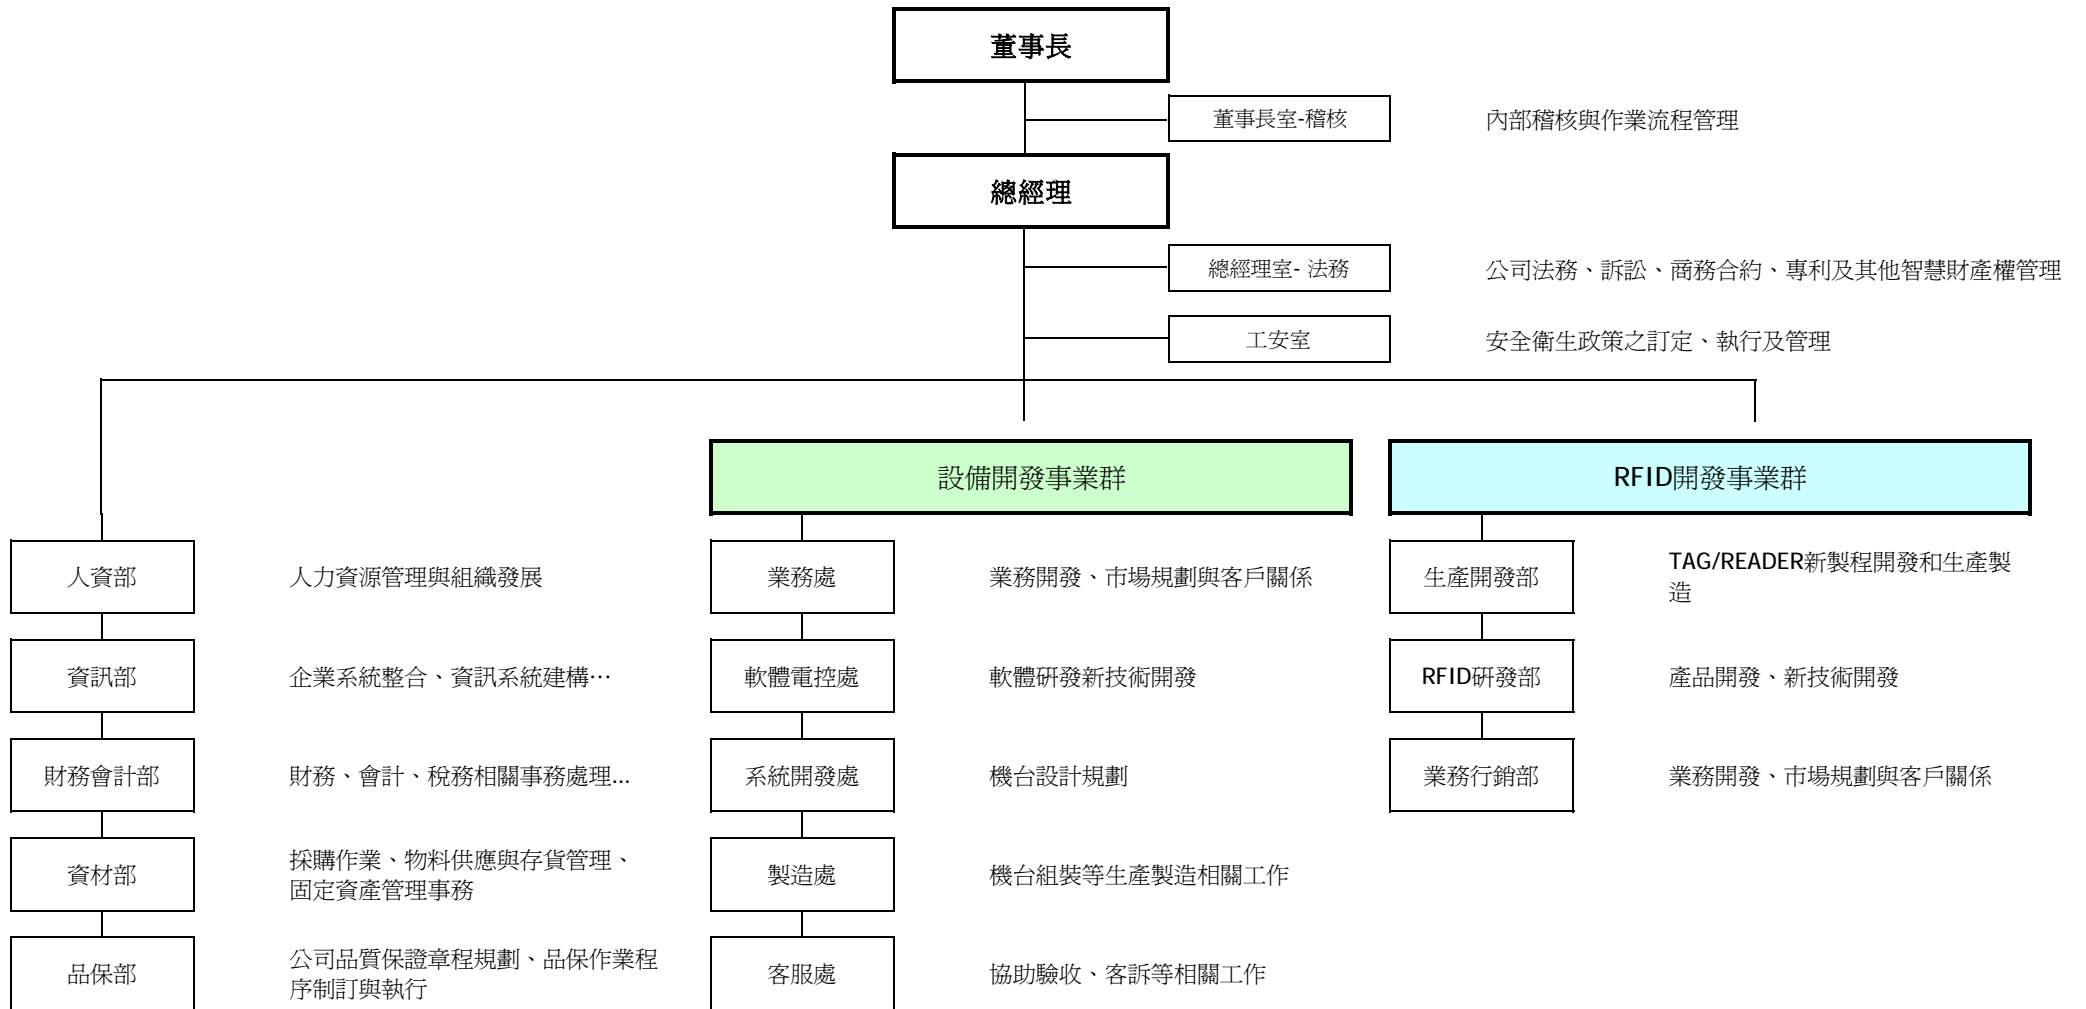 董事長
董事長室-稽核
內部稽核與作業流程管理
總經理
總經理室- 法務
公司法務、訴訟、商務合約、專利及其他智慧財產權管理
工安室
安全衛生政策之訂定、執行及管理
設備開發事業群
RFID開發事業群
人資部
人力資源管理與組織發展
業務處
業務開發、市場規劃與客戶關係
生產開發部
TAG/READER新製程開發和生產製
造
資訊部
企業系統整合、資訊系統建構…
軟體電控處
軟體研發新技術開發
RFID研發部
產品開發、新技術開發
財務會計部
財務、會計、稅務相關事務處理...
系統開發處
機台設計規劃
業務行銷部
業務開發、市場規劃與客戶關係
資材部
採購作業、物料供應與存貨管理、
固定資產管理事務
製造處
機台組裝等生產製造相關工作
品保部
公司品質保證章程規劃、品保作業程
序制訂與執行
客服處
協助驗收、客訴等相關工作